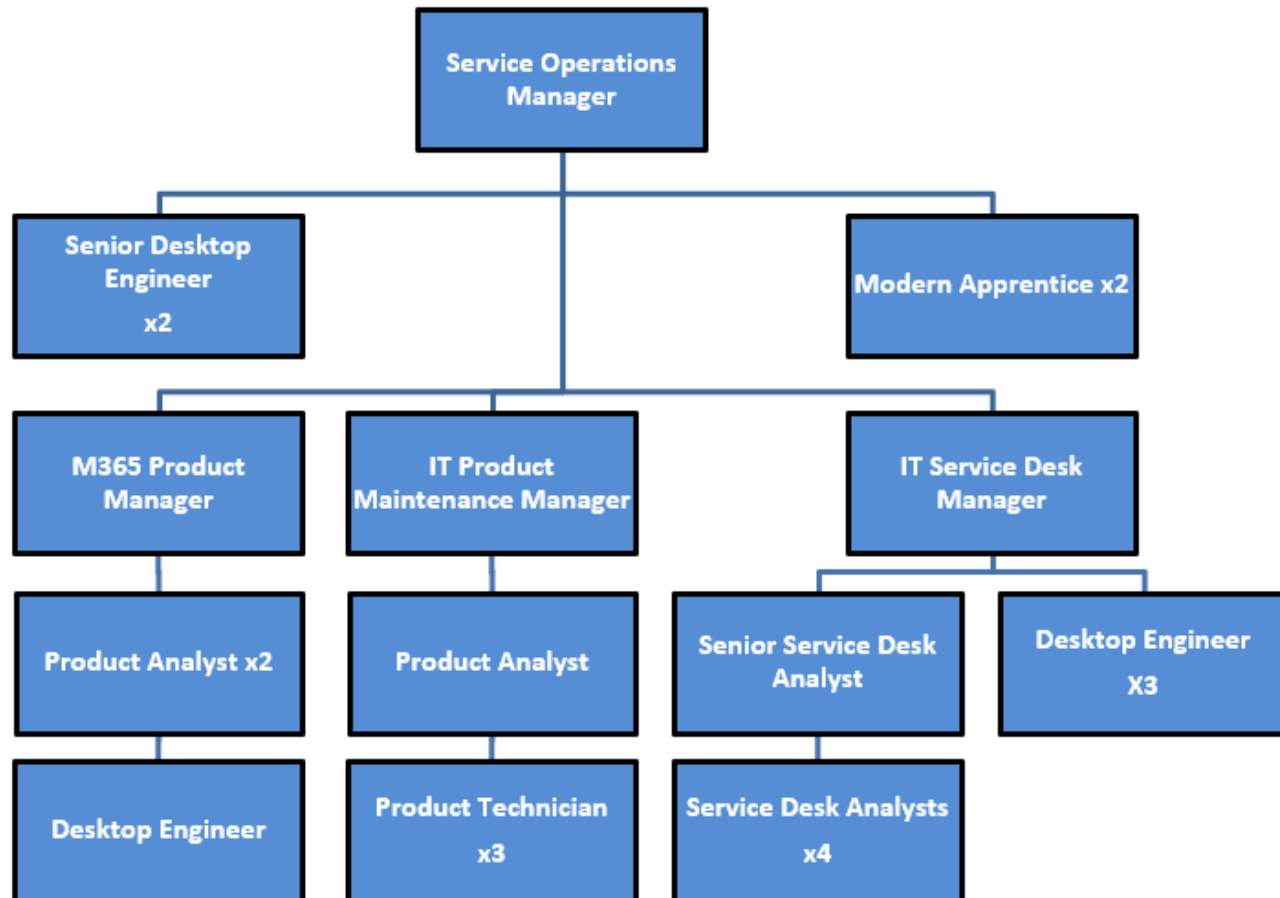 Service Operations
Manager
Senior Desktop
Engineer
x2
Modern Apprentice x2
M365 Product
Manager
IT Product
Maintenance Manager
IT Service Desk
Manager
Product Analyst x2
Product Analyst
Senior Service Desk
Analyst
Desktop Engineer
X3
Desktop Engineer
Product Technician
x3
Service Desk Analysts
x4